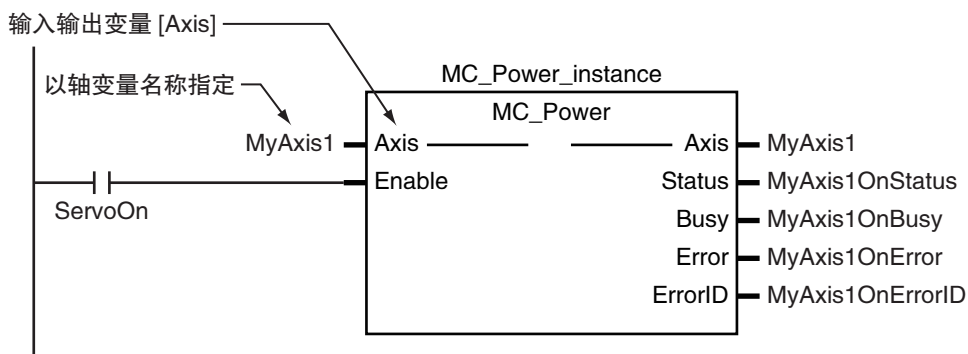 输入输出变量 [Axis]
以轴变量名称指定
MC_Power_instance
MC_Power
MyAxis1 Axis Axis MyAxis1
Enable Status MyAxis1OnStatus
ServoOn
Busy MyAxis1OnBusy
Error MyAxis1OnError
ErrorID MyAxis1OnErrorID